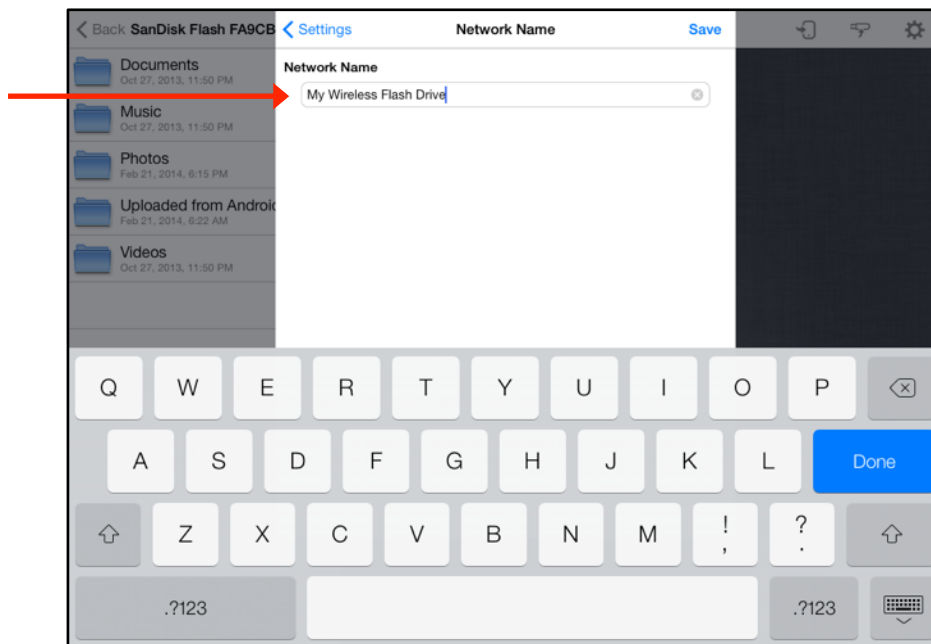 Back SanDisk Flash FA9CB
Settings
Network Name
Save
Documents
Oct 27, 2013, 11:50 PM
Music
Oct 27, 2013, 11:50 PM
Photos
Feb 21, 2014, 6:15 PM
Uploaded from Android
Feb 21, 2014, 6:22 AM
Videos
Oct 27, 2013, 11:50 PM
Network Name
My Wireless Flash Drive
Q W E R T Y U I O P
A S D F G H J K L Done
Z X C V B N M ! , ? .
.?123 .?123